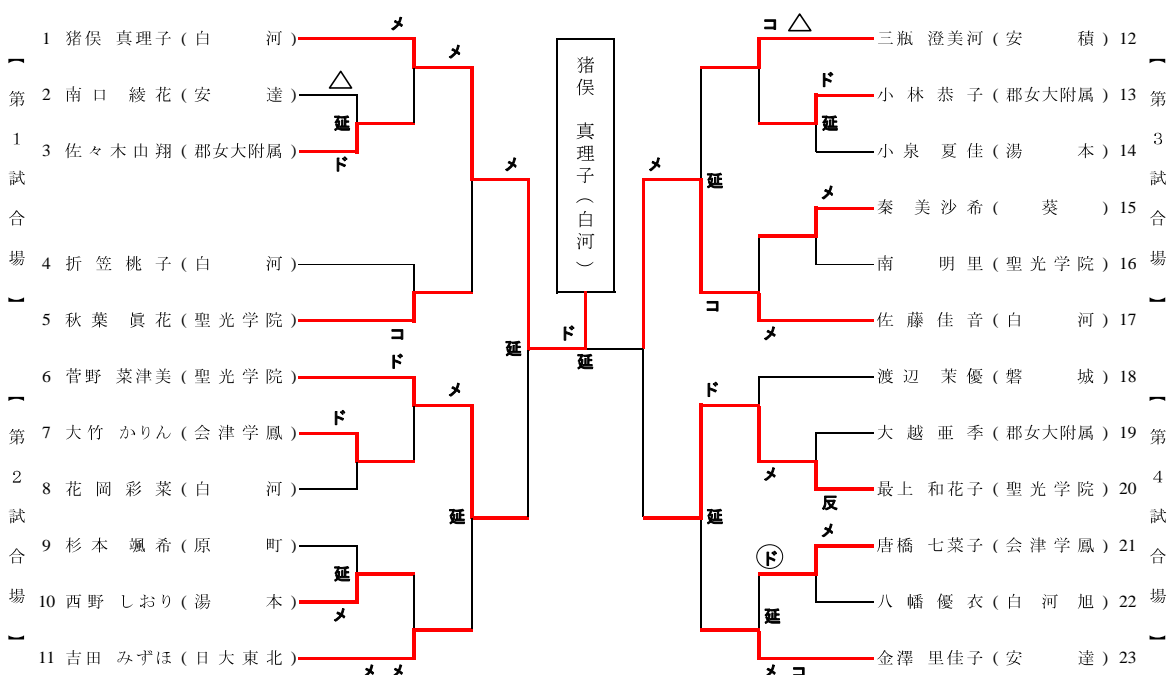 【第1試合場】
メ
1 猪俣 真理子 (白 河)
メ
2 南口 綾花 (安 達)
△
延
3 佐々木由翔 (郡女大附属)
ド
メ
4 折笠桃子 (白 河)
5 秋葉 眞花 (聖光学院)
コ
【第2試合場】
ド
6 菅野 菜津美 (聖光学院)
メ
7 大竹 かりん (会津学鳳)
ド
8 花岡彩菜 (白 河)
延
9 杉本 颯希 (原 町)
延
10 西野 しおり (湯 本)
メ
11 吉田 みずほ (日大東北)
メ メ
延
猪俣 真理子(白河)
ド
延
【第3試合場】
コ △
三瓶 澄美河 (安 積) 12
ド
小林恭子 (郡女大附属) 13
延
小泉 夏佳 (湯 本) 14
メ
延
メ
秦 美沙希 (葵) 15
南 明里 (聖光学院) 16
コ
佐藤佳音 (白 河) 17
メ
【第4試合場】
渡辺 茉優 (磐 城) 18
ド
大越亜季 (郡女大附属) 19
メ
最上 和花子 (聖光学院) 20
反
延
メ
唐橋 七菜子 (会津学鳳) 21
ド
八幡優衣 (白河旭) 22
延
金澤 里佳子 (安 達) 23
メ コ